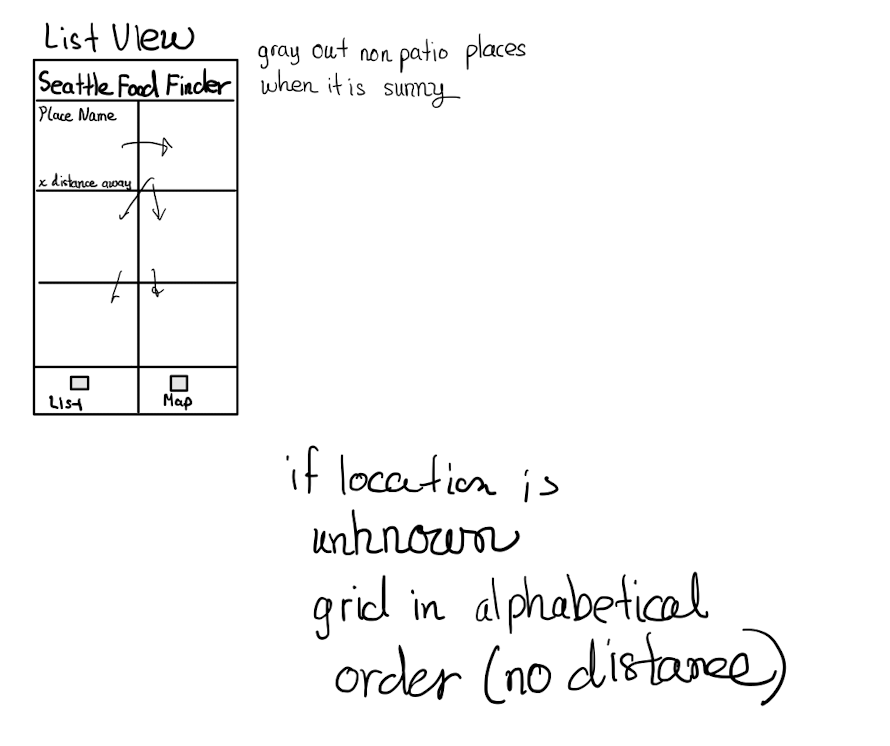 List View
gray out non patio places
when it is sunny
Seattle Food Finder
Place Name
x distance away
List
Map
if location is
unknown
grid in alphabetical
order (no distance)